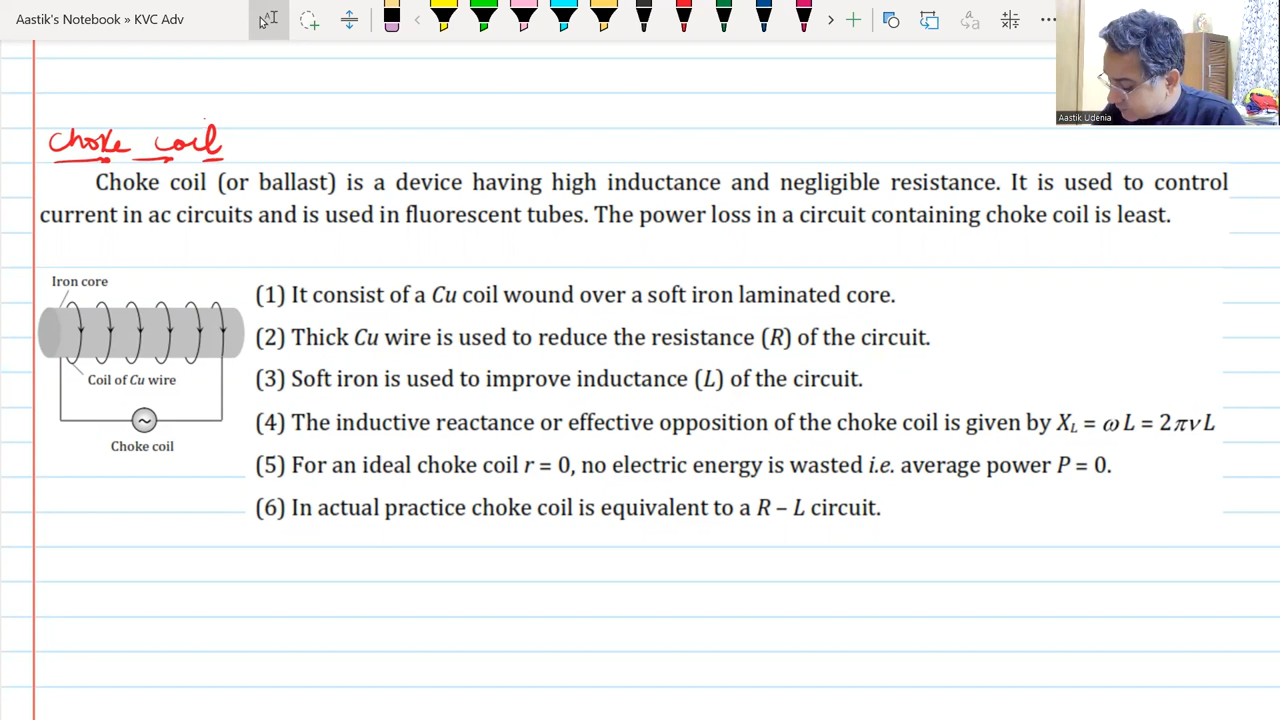 Aastik's Notebook » KVC Adv
Aastik Udenia
Choke coil
Choke coil (or ballast) is a device having high inductance and negligible resistance. It is used to control
current in ac circuits and is used in fluorescent tubes. The power loss in a circuit containing choke coil is least.
Iron core
Coil of Cu wire
~
Choke coil
(1) It consist of a Cu coil wound over a soft iron laminated core.
(2) Thick Cu wire is used to reduce the resistance (R) of the circuit.
(3) Soft iron is used to improve inductance (L) of the circuit.
(4) The inductive reactance or effective opposition of the choke coil is given by X_L = ωL = 2πνL
(5) For an ideal choke coil r = 0, no electric energy is wasted i.e. average power P = 0.
(6) In actual practice choke coil is equivalent to a R – L circuit.